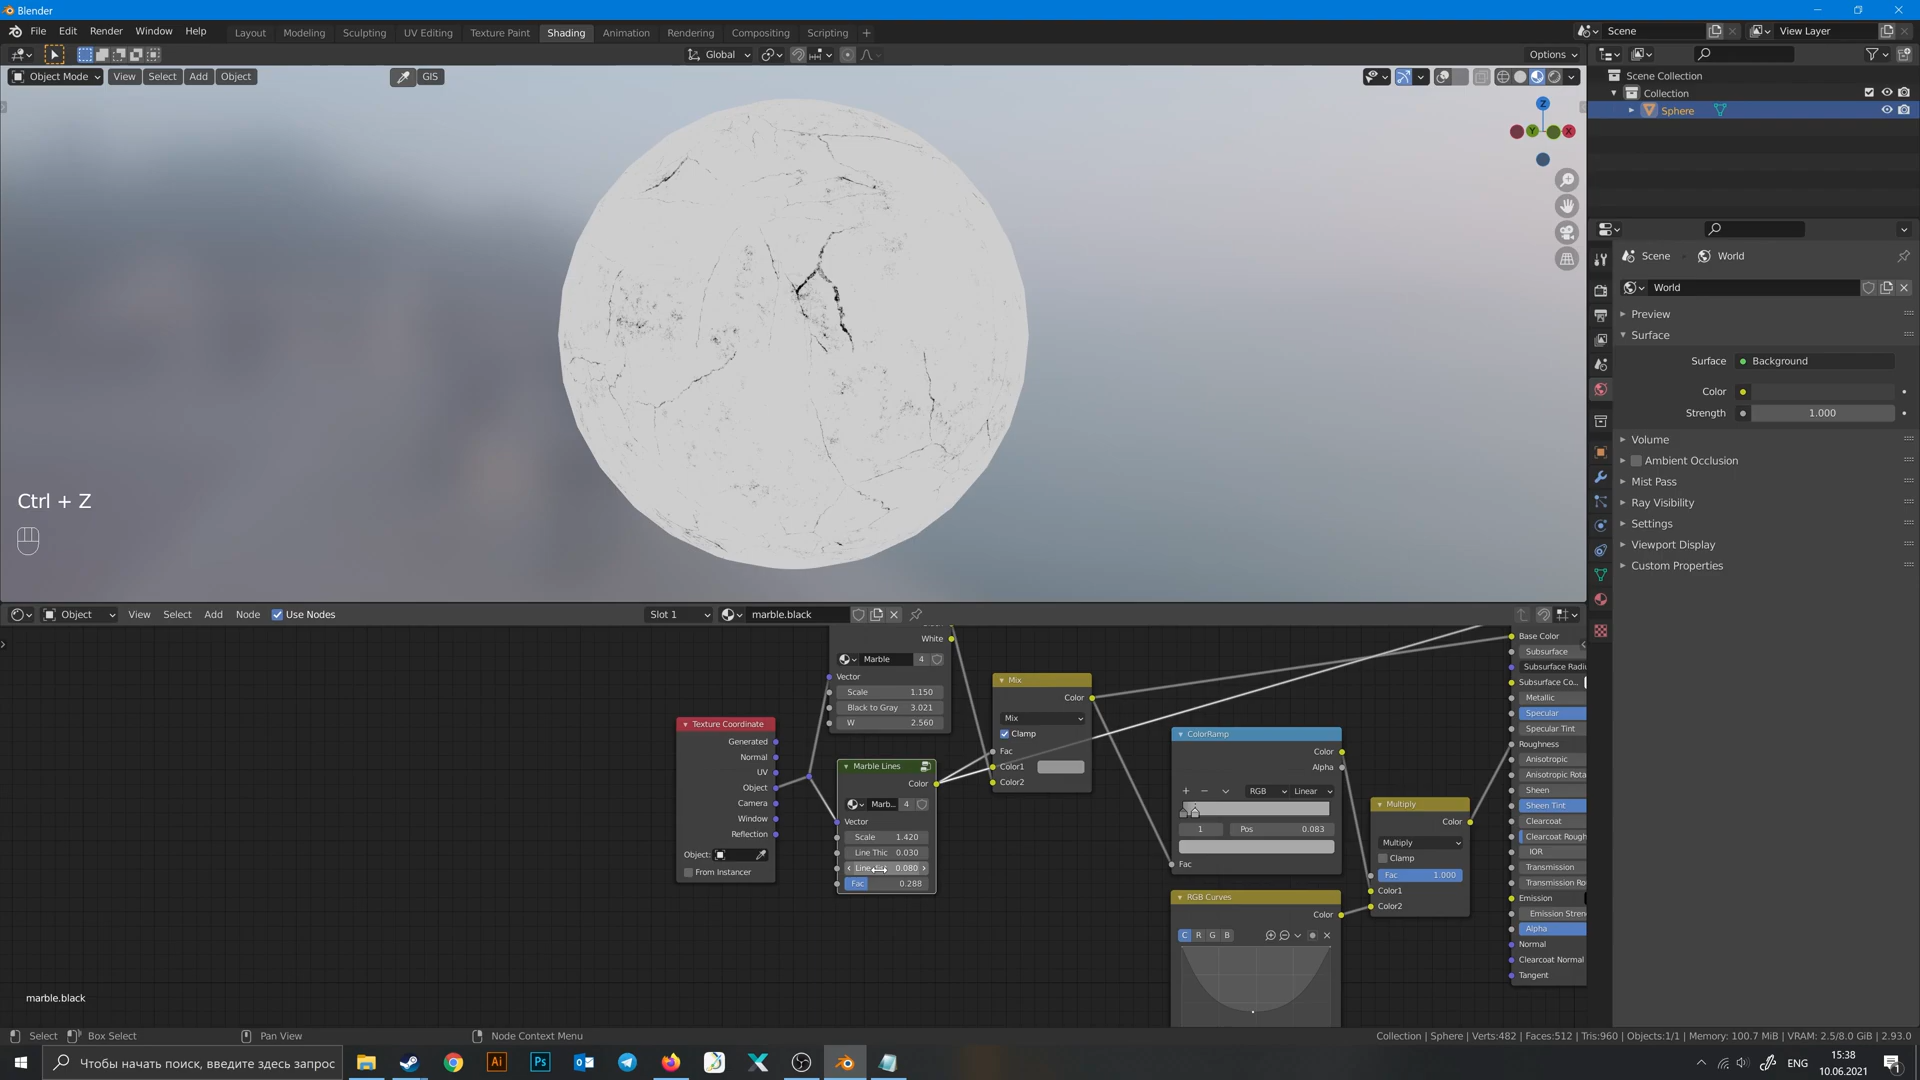 Blender
File Edit Render Window Help
Layout Modeling Sculpting UV Editing Texture Paint Shading Animation Rendering Compositing Scripting +
Scene
View Layer
Global
Options
Object Mode View Select Add Object
GIS
Scene Collection
Collection
Sphere
Z
Y
X
Scene World
World
Preview
Surface
Surface Background
Color
Strength 1.000
Volume
Ambient Occlusion
Mist Pass
Ray Visibility
Settings
Viewport Display
Custom Properties
Ctrl + Z
Object View Select Add Node Use Nodes
Slot 1
marble.black
White
Marble 4
Vector
Scale 1.150
Black to Gray 3.021
W 2.560
Texture Coordinate
Generated
Normal
UV
Object
Camera
Window
Reflection
Object:
From Instancer
Marble Lines
Color
Marb... 4
Vector
Scale 1.420
Line Thic 0.030
0.080
Fac 0.288
Mix
Color
Mix
Clamp
Fac
Color1
Color2
ColorRamp
Color
Alpha
RGB Linear
1 Pos 0.083
Fac
RGB Curves
Color
C R G B
Multiply
Color
Multiply
Clamp
Fac 1.000
Color1
Color2
Base Color
Subsurface
Subsurface Radi
Subsurface Co...
Metallic
Specular
Specular Tint
Roughness
Anisotropic
Anisotropic Rota
Sheen
Sheen Tint
Clearcoat
Clearcoat Rough
IOR
Transmission
Transmission Ro
Emission
Emission Stren
Alpha
Normal
Clearcoat Normal
Tangent
marble.black
Select Box Select Pan View Node Context Menu
Collection | Sphere | Verts:482 | Faces:512 | Tris:960 | Objects:1/1 | Memory: 100.7 MiB | VRAM: 2.5/8.0 GiB | 2.93.0
Чтобы начать поиск, введите здесь запрос
Ai
Ps
ENG
15:38
10.06.2021
1